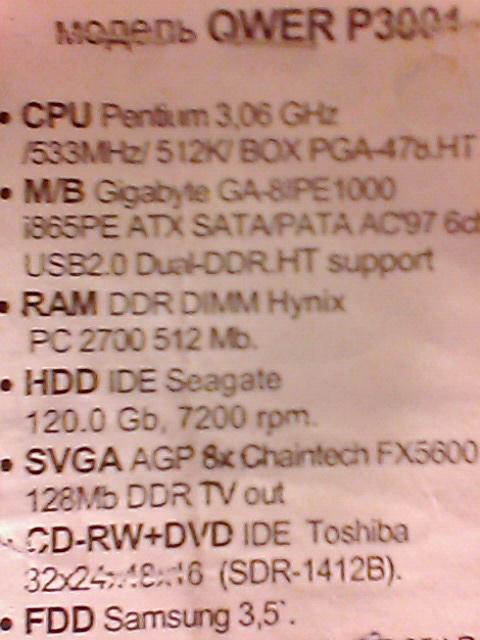 модель QWER P3001
• CPU Pentium 3,06 GHz
/533MHz/ 512K/ BOX PGA-478.HT
• M/B Gigabyte GA-8IPE1000
i865PE ATX SATA/PATA AC'97 6ch
USB2.0 Dual-DDR.HT support
• RAM DDR DIMM Hynix
PC 2700 512 Mb.
• HDD IDE Seagate
120.0 Gb, 7200 rpm.
• SVGA AGP 8x Chaintech FX5600
128Mb DDR TV out
CD-RW+DVD IDE Toshiba
32x24x48x16 (SDR-1412B).
• FDD Samsung 3,5`.